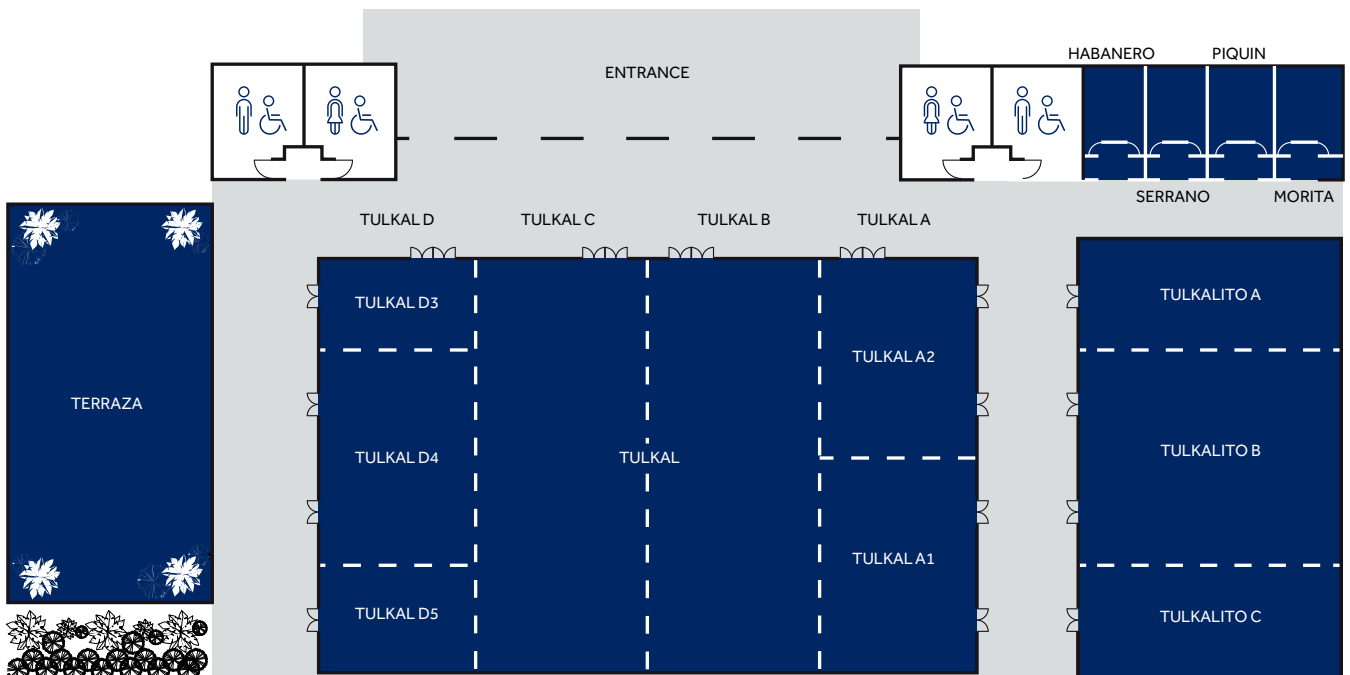 HABANERO
PIQUIN
ENTRANCE
SERRANO
MORITA
TULKAL D
TULKAL C
TULKAL B
TULKAL A
TULKAL D3
TULKALITO A
TULKAL A2
TERRAZA
TULKAL D4
TULKAL
TULKALITO B
TULKAL A1
TULKAL D5
TULKALITO C